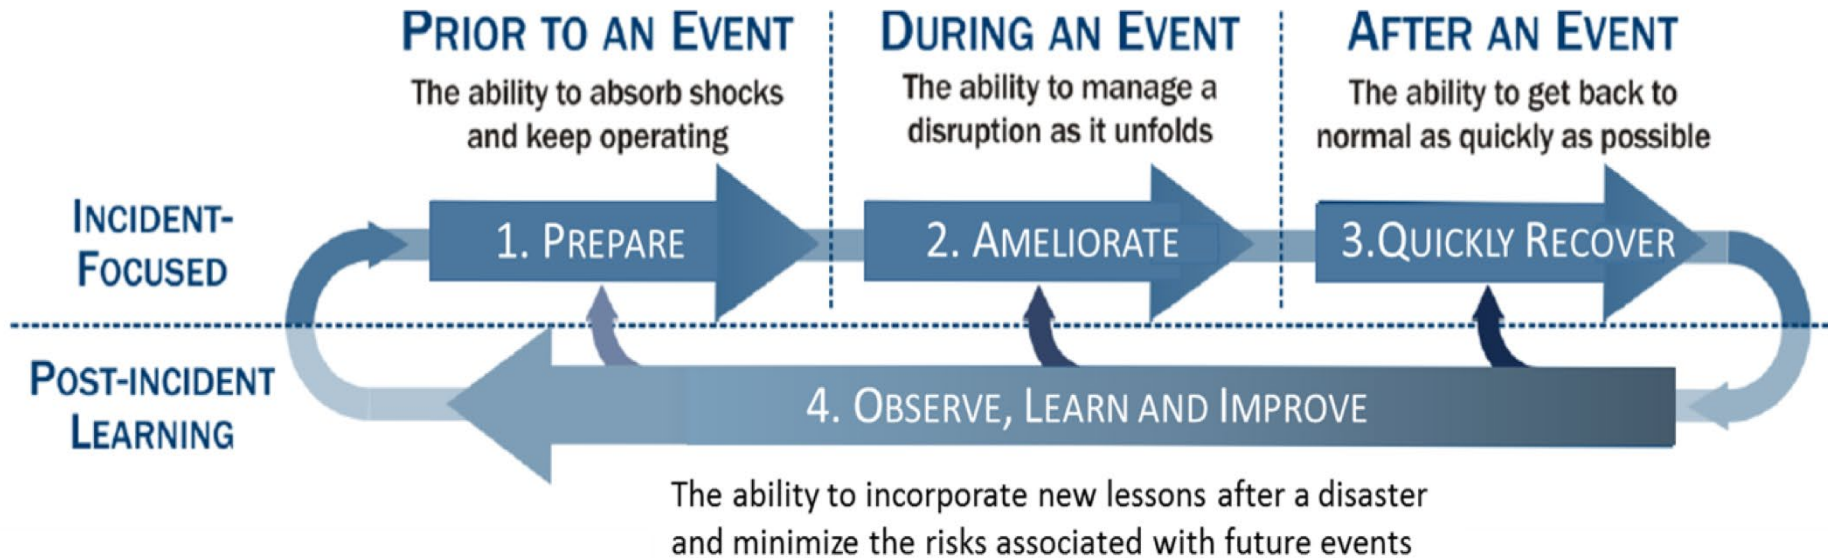 PRIOR TO AN EVENT
The ability to absorb shocks
and keep operating
DURING AN EVENT
The ability to manage a
disruption as it unfolds
AFTER AN EVENT
The ability to get back to
normal as quickly as possible
INCIDENT-
FOCUSED
1. PREPARE
2. AMELIORATE
3.QUICKLY RECOVER
POST-INCIDENT
LEARNING
4. OBSERVE, LEARN AND IMPROVE
The ability to incorporate new lessons after a disaster
and minimize the risks associated with future events